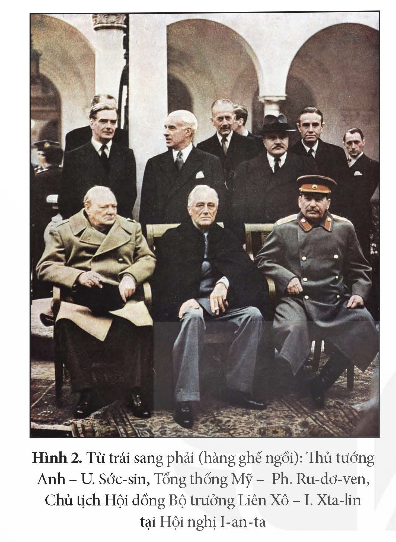 Hình 2. Từ trái sang phải (hàng ghế ngồi): Thủ tướng
Anh – U. Sớc-sin, Tổng thống Mỹ – Ph. Ru-dơ-ven,
Chủ tịch Hội đồng Bộ trưởng Liên Xô – I. Xta-lin
tại Hội nghị I-an-ta